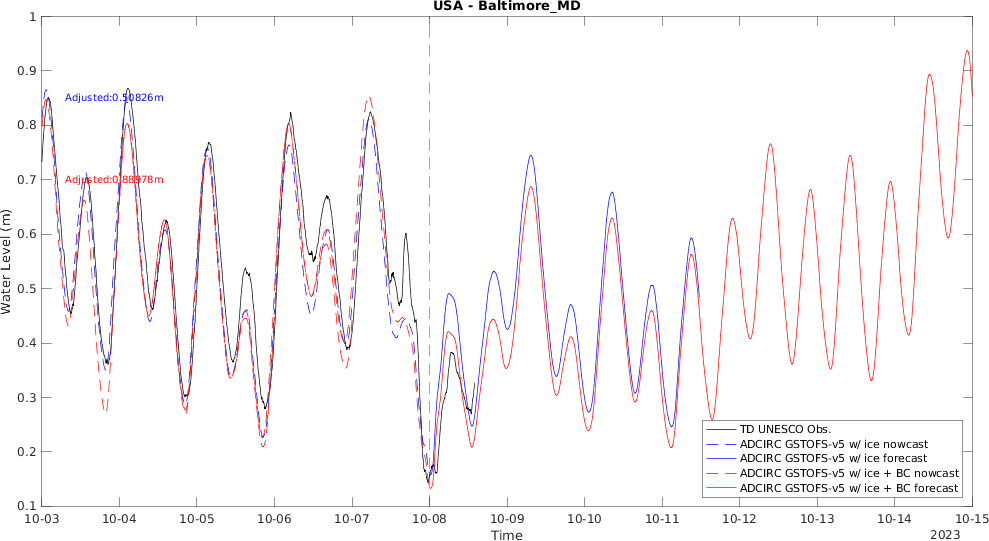 USA - Baltimore_MD
1
0.9
0.8
0.7
0.6
0.5
0.4
0.3
0.2
0.1
Water Level (m)
Adjusted:0.50826m
Adjusted:0.88978m
TD UNESCO Obs.
ADCIRC GSTOFS-v5 w/ ice nowcast
ADCIRC GSTOFS-v5 w/ ice forecast
ADCIRC GSTOFS-v5 w/ ice + BC nowcast
ADCIRC GSTOFS-v5 w/ ice + BC forecast
10-03 10-04 10-05 10-06 10-07 10-08 10-09 10-10 10-11 10-12 10-13 10-14 10-15
Time
2023